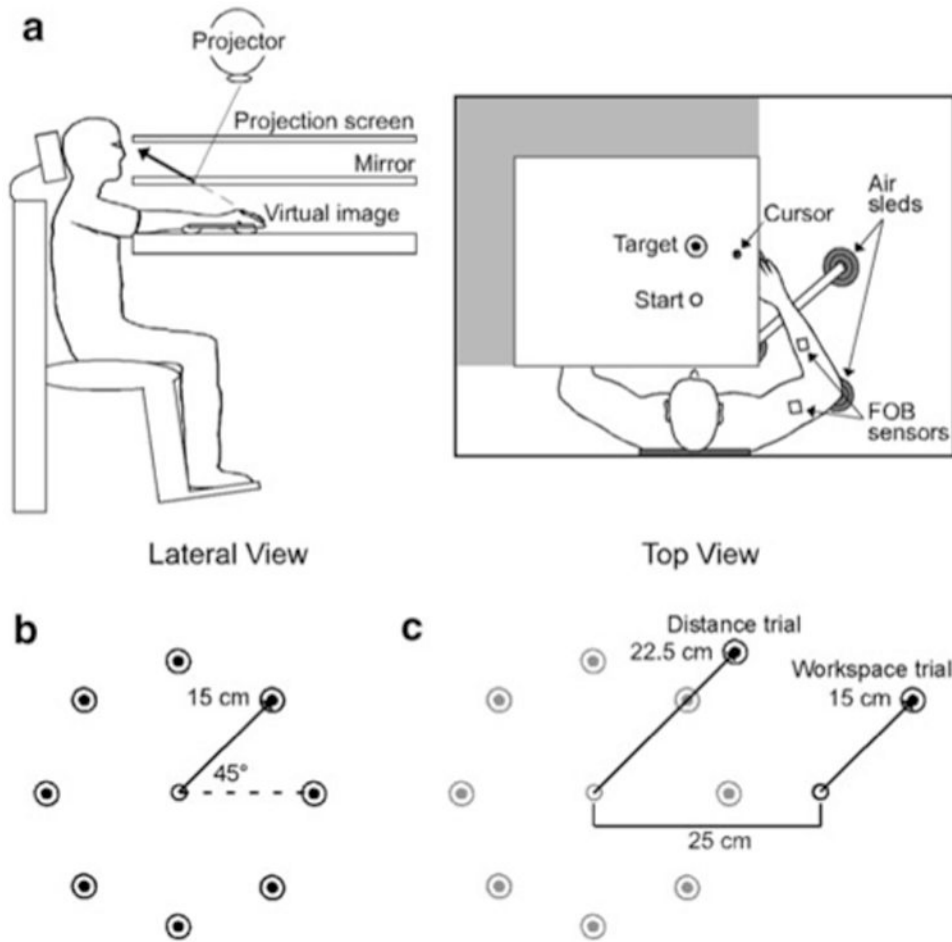 a
Projector
Projection screen
Mirror
Virtual image
Lateral View
Air
sleds
Cursor
Target
Start
FOB
sensors
Top View
b
15 cm
45°
c
Distance trial
22.5 cm
Workspace trial
15 cm
25 cm